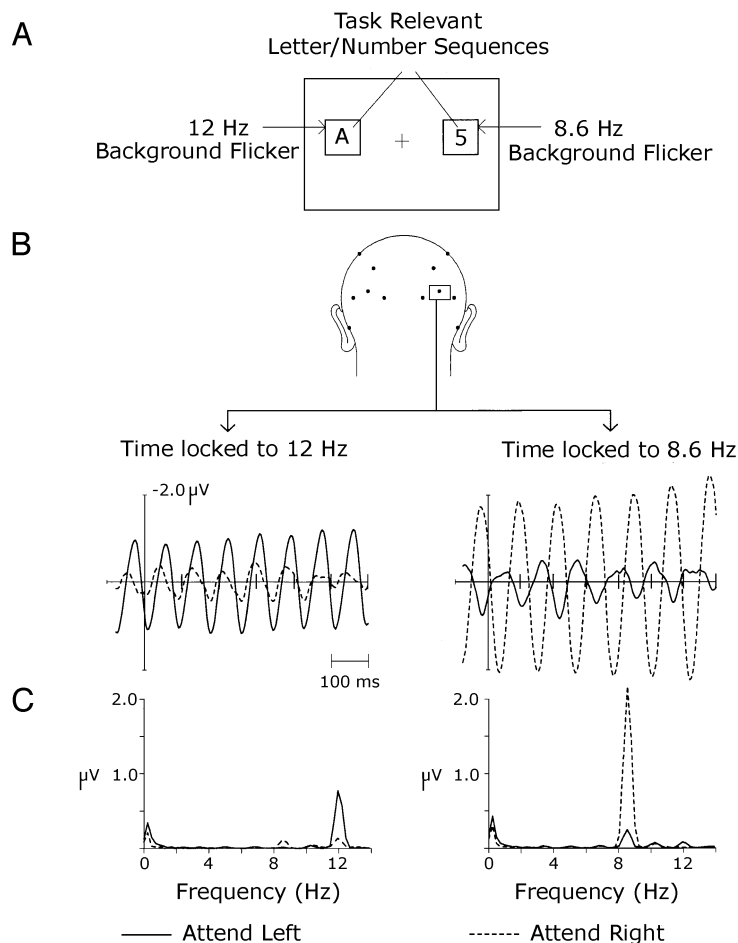 A
Task Relevant
Letter/Number Sequences
12 Hz
Background Flicker
A
+
5
8.6 Hz
Background Flicker
B
Time locked to 12 Hz
Time locked to 8.6 Hz
-2.0 µV
100 ms
C
2.0
µV
1.0
0 4 8 12
Frequency (Hz)
2.0
µV
1.0
0 4 8 12
Frequency (Hz)
Attend Left
Attend Right